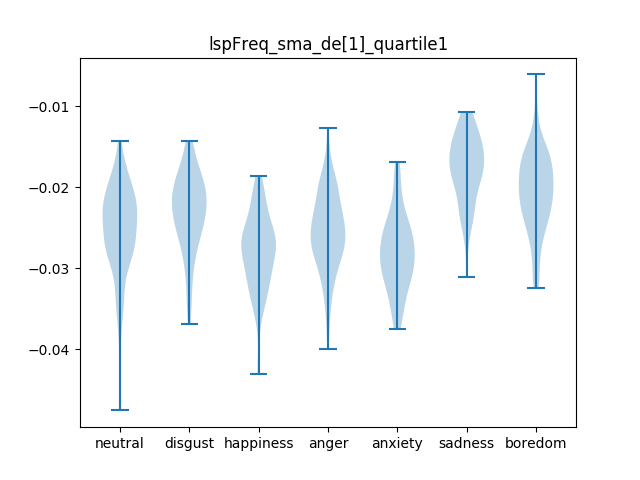 lspFreq_sma_de[1]_quartile1
−0.01
−0.02
−0.03
−0.04
neutral disgust happiness anger anxiety sadness boredom